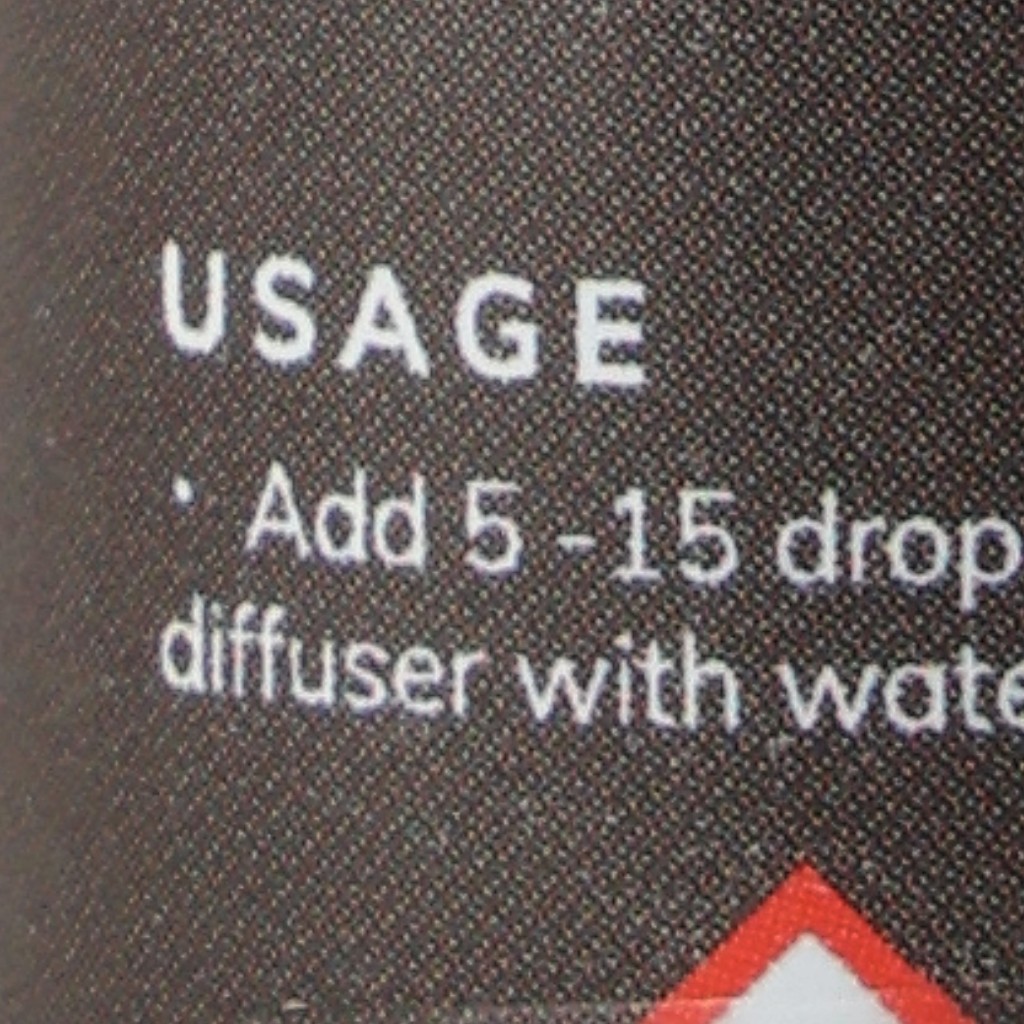 USAGE
· Add 5 -15 drop
diffuser with wate